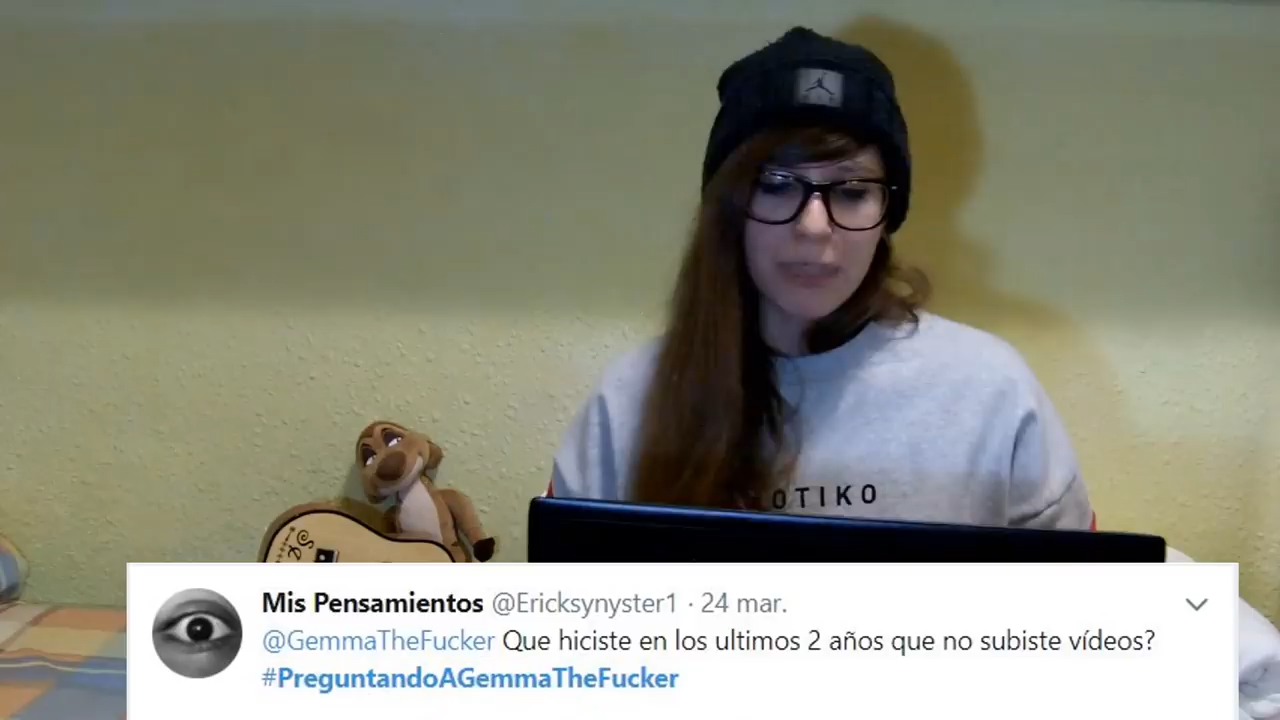 OTIKO
Mis Pensamientos @Ericksynyster1 · 24 mar.
@GemmaTheFucker Que hiciste en los ultimos 2 años que no subiste vídeos?
#PreguntandoAGemmaTheFucker